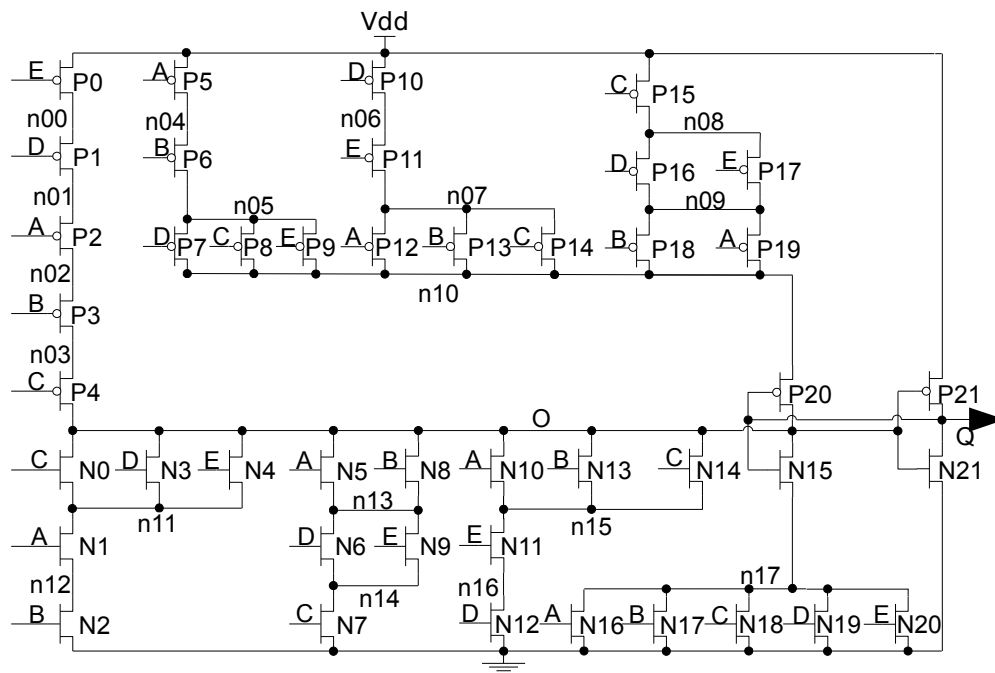 Vdd
E P0 A P5 D P10 C P15
n00 n04 n06 n08
D P1 B P6 E P11 D P16 E P17
n01 n05 n07 n09
A P2 D P7 C P8 E P9 A P12 B P13 C P14 B P18 A P19
n02 n10
B P3
n03
C P4 P20 P21
O Q
C N0 D N3 E N4 A N5 B N8 A N10 B N13 C N14 N15 N21
n11 n13 n15
A N1 D N6 E N9 E N11
n12 n14 n16 n17
B N2 C N7 D N12 A N16 B N17 C N18 D N19 E N20